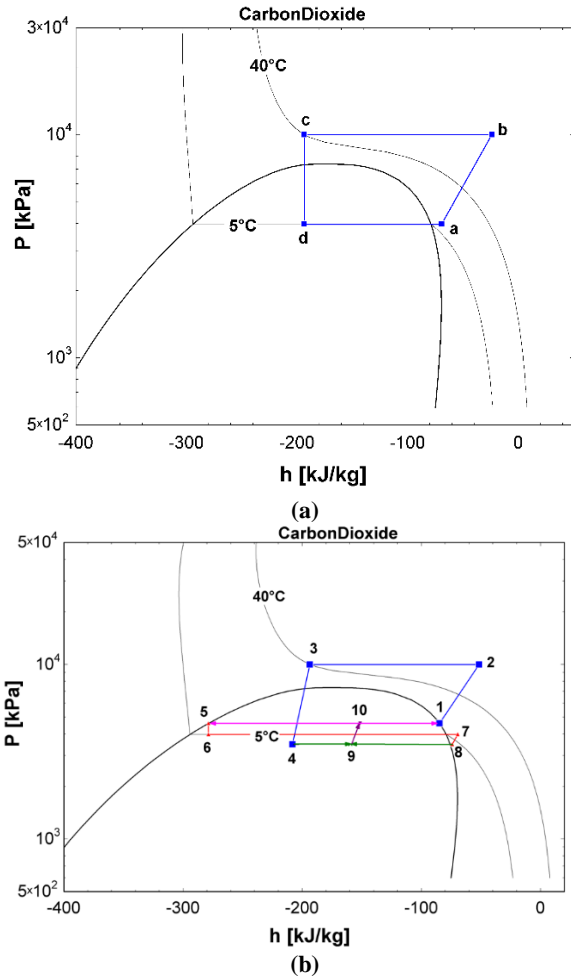 CarbonDioxide
3×10⁴
10⁴
10³
5×10²
P [kPa]
40°C
c
b
5°C
d
a
-400
-300
-200
-100
0
h [kJ/kg]
(a)
CarbonDioxide
5×10⁴
10⁴
10³
5×10²
P [kPa]
40°C
3
2
1
5
10
6
5°C
4
9
7
8
-400
-300
-200
-100
0
h [kJ/kg]
(b)